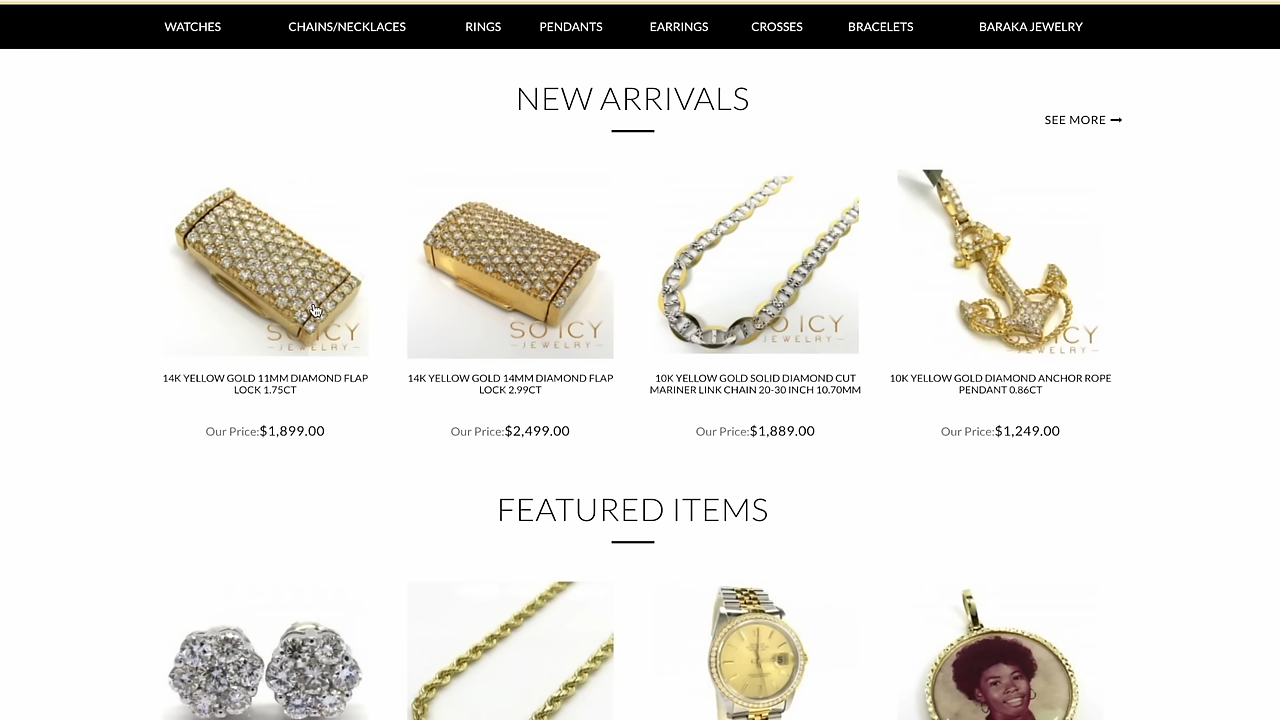 WATCHES CHAINS/NECKLACES RINGS PENDANTS EARRINGS CROSSES BRACELETS BARAKA JEWELRY
NEW ARRIVALS
SEE MORE
SO ICY
JEWELRY
SO ICY
JEWELRY
SO ICY
JEWELRY
SO ICY
JEWELRY
14K YELLOW GOLD 11MM DIAMOND FLAP
LOCK 1.75CT
14K YELLOW GOLD 14MM DIAMOND FLAP
LOCK 2.99CT
10K YELLOW GOLD SOLID DIAMOND CUT
MARINER LINK CHAIN 20-30 INCH 10.70MM
10K YELLOW GOLD DIAMOND ANCHOR ROPE
PENDANT 0.86CT
Our Price:$1,899.00
Our Price:$2,499.00
Our Price:$1,889.00
Our Price:$1,249.00
FEATURED ITEMS